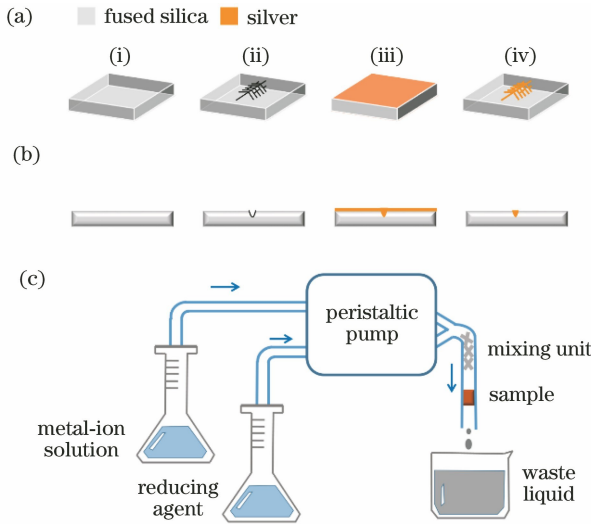 (a)
fused silica
silver
(i)
(ii)
(iii)
(iv)
(b)
(c)
peristaltic
pump
mixing unit
sample
metal-ion
solution
reducing
agent
waste
liquid